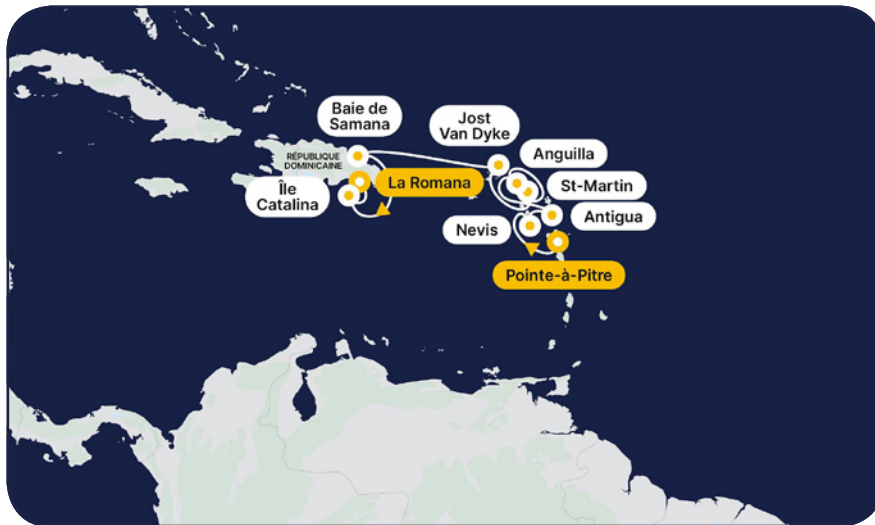 Baie de
Samana
Jost
Van Dyke
Anguilla
RÉPUBLIQUE
DOMINICAINE
La Romana
St-Martin
Île
Catalina
Antigua
Nevis
Pointe-à-Pitre